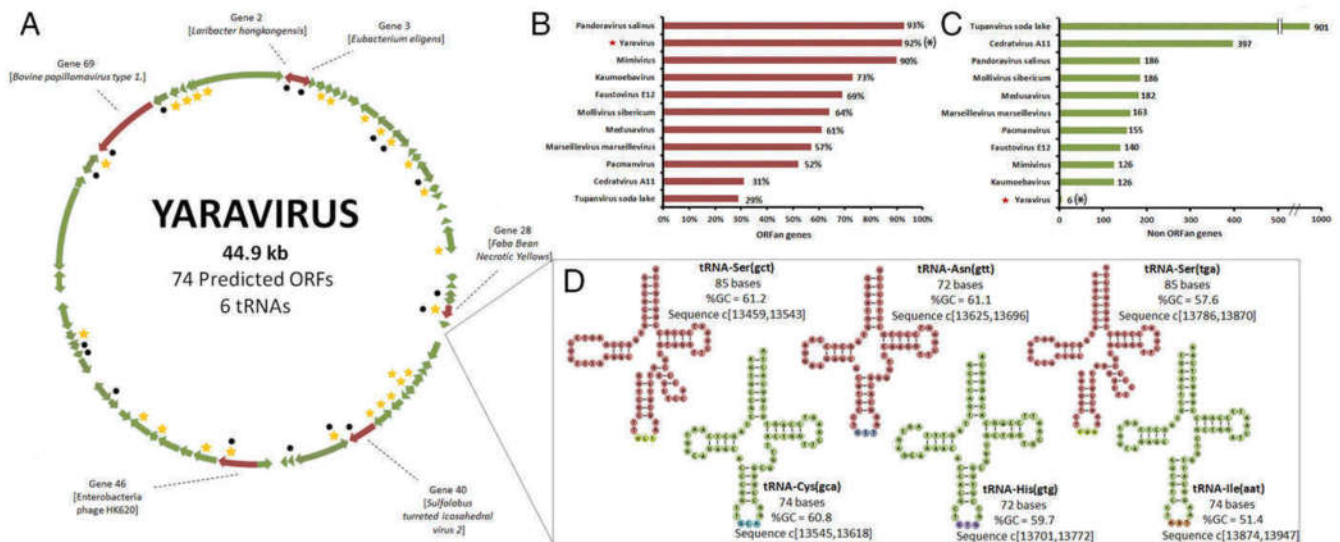 A
Gene 2
[Laribacter hongkongensis]
Gene 3
[Eubacterium eligens]
Gene 69
[Bovine papillomavirus type 1.]
YARAVIRUS
44.9 kb
74 Predicted ORFs
6 tRNAs
Gene 28
[Faba Bean
Necrotic Yellows]
Gene 46
[Enterobacteria
phage HK620]
Gene 40
[Sulfolobus
turreted icosahedral
virus 2]
B
Pandoravirus salinus 93%
Yaravirus 92% (*)
Mimivirus 90%
Kaumoebavirus 73%
Faustovirus E12 69%
Mollivirus sibericum 64%
Medusavirus 61%
Marseillevirus marseillevirus 57%
Pacmanvirus 52%
Cedratvirus A11 31%
Tupanvirus soda lake 29%
0% 10% 20% 30% 40% 50% 60% 70% 80% 90% 100%
ORFan genes
C
Tupanvirus soda lake 901
Cedratvirus A11 397
Pandoravirus salinus 186
Mollivirus sibericum 186
Medusavirus 182
Marseillevirus marseillevirus 163
Pacmanvirus 155
Faustovirus E12 140
Mimivirus 126
Kaumoebavirus 126
Yaravirus 6 (*)
0 100 200 300 400 500 1000
Non ORFan genes
D
tRNA-Ser(gct)
85 bases
%GC = 61.2
Sequence c[13459,13543]
tRNA-Asn(gtt)
72 bases
%GC = 61.1
Sequence c[13625,13696]
tRNA-Ser(tga)
85 bases
%GC = 57.6
Sequence c[13786,13870]
tRNA-Cys(gca)
74 bases
%GC = 60.8
Sequence c[13545,13618]
tRNA-His(gtg)
72 bases
%GC = 59.7
Sequence c[13701,13772]
tRNA-Ile(aat)
74 bases
%GC = 51.4
Sequence c[13874,13947]